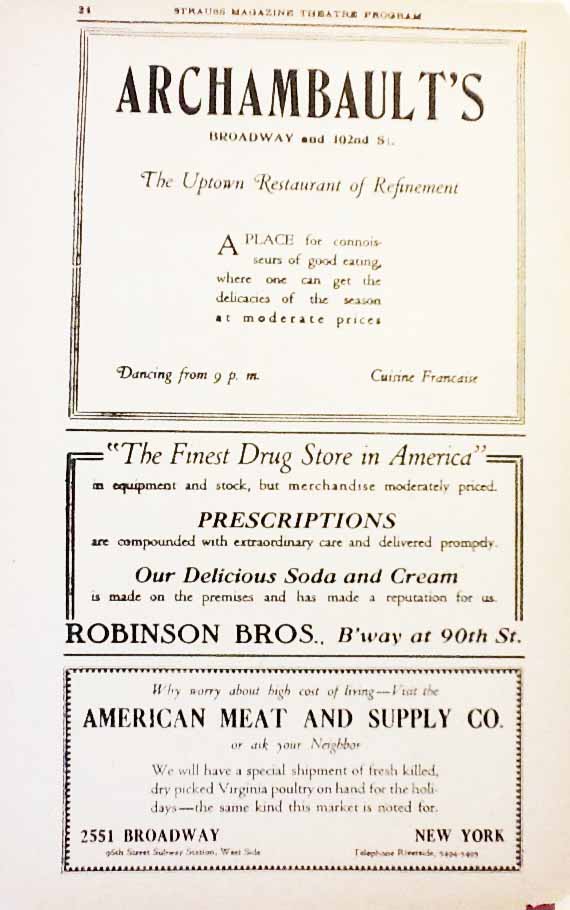 24 STRAUSS MAGAZINE THEATRE PROGRAM
ARCHAMBAULT'S
BROADWAY and 102nd St.
The Uptown Restaurant of Refinement
A PLACE for connois-
seurs of good eating,
where one can get the
delicacies of the season
at moderate prices
Dancing from 9 p. m. Cuisine Francaise
"The Finest Drug Store in America"
in equipment and stock, but merchandise moderately priced.
PRESCRIPTIONS
are compounded with extraordinary care and delivered promptly.
Our Delicious Soda and Cream
is made on the premises and has made a reputation for us.
ROBINSON BROS., B'way at 90th St.
Why worry about high cost of living—Visit the
AMERICAN MEAT AND SUPPLY CO.
or ask your Neighbor
We will have a special shipment of fresh killed,
dry picked Virginia poultry on hand for the holi-
days—the same kind this market is noted for.
2551 BROADWAY NEW YORK
96th Street Subway Station, West Side Telephone Riverside, 5494-5495